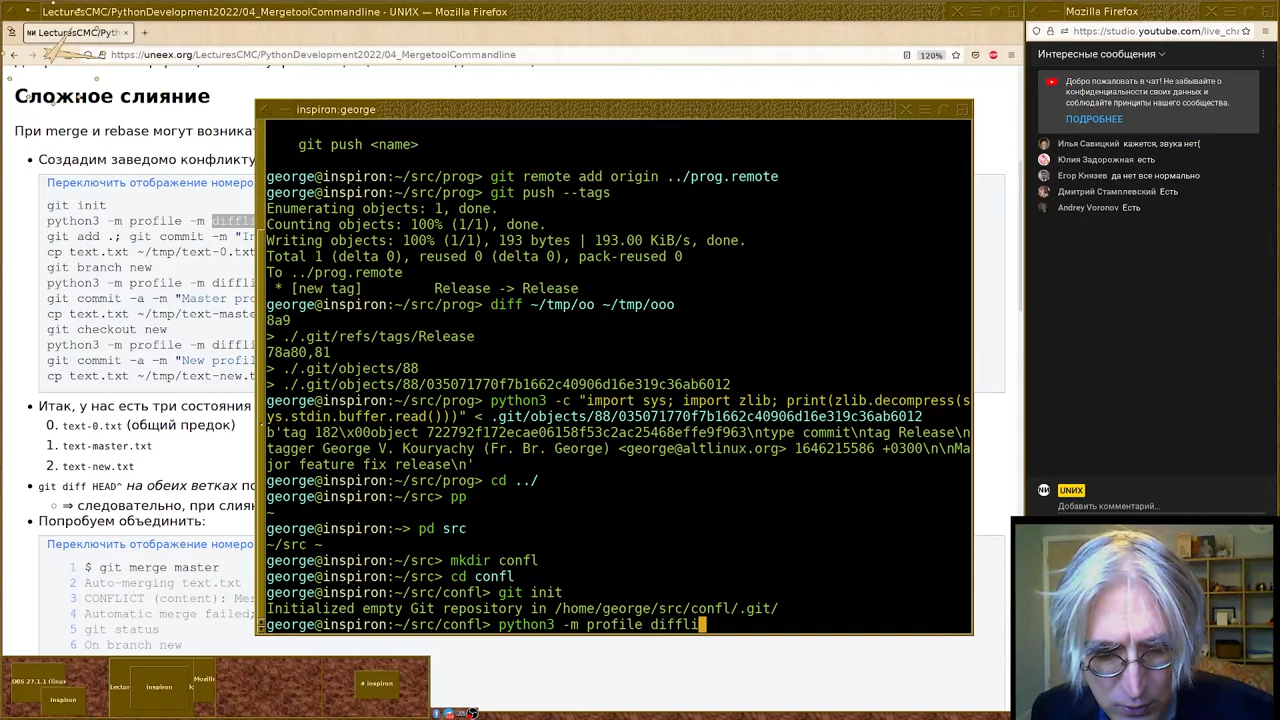 LecturesCMC/PythonDevelopment2022/04_MergetoolCommandline - UNИX — Mozilla Firefox
Mozilla Firefox
LecturesCMC/Pyth
https://uneex.org/LecturesCMC/PythonDevelopment2022/04_MergetoolCommandline
120%
https://studio.youtube.com/live_ch
Сложное слияние
При merge и rebase могут возникат
Создадим заведомо конфликту
Переключить отображение номеро
git init
python3 -m profile -m diffli
git add .; git commit -m "In
cp text.txt ~/tmp/text-0.txt
git branch new
python3 -m profile -m diffli
git commit -a -m "Master pro
cp text.txt ~/tmp/text-maste
git checkout new
python3 -m profile -m diffli
git commit -a -m "New profil
cp text.txt ~/tmp/text-new.t
Итак, у нас есть три состояния
0. text-0.txt (общий предок)
1. text-master.txt
2. text-new.txt
git diff HEAD^ на обеих ветках по
⇒ следовательно, при слиян
Попробуем объединить:
Переключить отображение номеро
1 $ git merge master
2 Auto-merging text.txt
3 CONFLICT (content): Mer
4 Automatic merge failed;
5 git status
6 On branch new
inspiron:george
git push <name>
george@inspiron:~/src/prog> git remote add origin ../prog.remote
george@inspiron:~/src/prog> git push --tags
Enumerating objects: 1, done.
Counting objects: 100% (1/1), done.
Writing objects: 100% (1/1), 193 bytes | 193.00 KiB/s, done.
Total 1 (delta 0), reused 0 (delta 0), pack-reused 0
To ../prog.remote
* [new tag] Release -> Release
george@inspiron:~/src/prog> diff ~/tmp/oo ~/tmp/ooo
8a9
> ./.git/refs/tags/Release
78a80,81
> ./.git/objects/88
> ./.git/objects/88/035071770f7b1662c40906d16e319c36ab6012
george@inspiron:~/src/prog> python3 -c "import sys; import zlib; print(zlib.decompress(s
ys.stdin.buffer.read()))" < .git/objects/88/035071770f7b1662c40906d16e319c36ab6012
b'tag 182\x00object 722792f172ecae06158f53c2ac25468effe9f963\ntype commit\ntag Release\n
tagger George V. Kouryachy (Fr. Br. George) <george@altlinux.org> 1646215586 +0300\n\nMa
jor feature fix release\n'
george@inspiron:~/src/prog> cd ../
george@inspiron:~/src> pp
~
george@inspiron:~> pd src
~/src ~
george@inspiron:~/src> mkdir confl
george@inspiron:~/src> cd confl
george@inspiron:~/src/confl> git init
Initialized empty Git repository in /home/george/src/confl/.git/
george@inspiron:~/src/confl> python3 -m profile diffli
Интересные сообщения
Добро пожаловать в чат! Не забывайте о
конфиденциальности своих данных и
соблюдайте принципы нашего сообщества.
ПОДРОБНЕЕ
Илья Савицкий кажется, звука нет(
Юлия Задорожная есть
Егор Князев да нет все нормально
Дмитрий Стамплевский Есть
Andrey Voronov Есть
UNИX
Добавить комментарий...
inspiron
Lectur
inspiron
Mozill
# inspiron